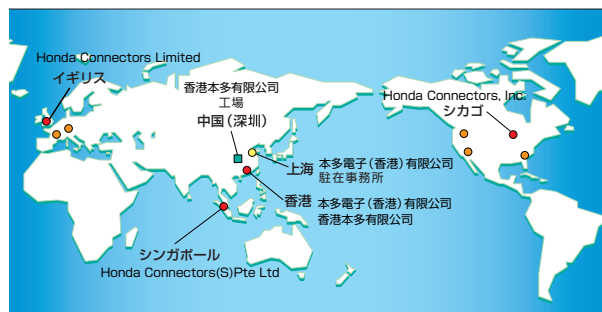 Honda Connectors Limited
イギリス
香港本多有限公司
工場
中国（深圳）
上海 本多電子（香港）有限公司
駐在事務所
香港 本多電子（香港）有限公司
香港本多有限公司
シンガポール
Honda Connectors(S)Pte Ltd
Honda Connectors, Inc.
シカゴ